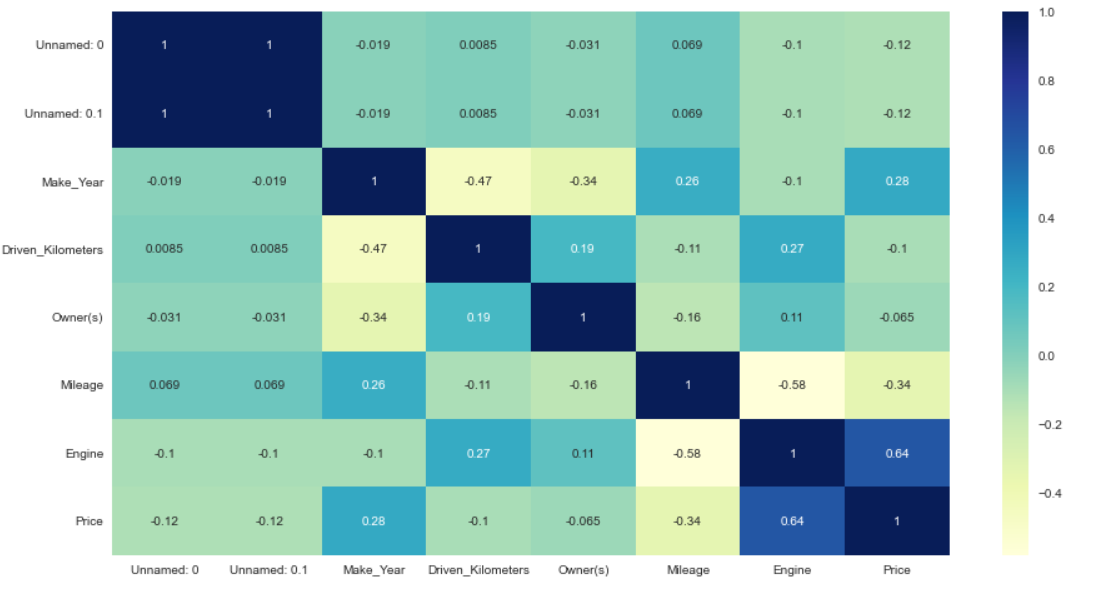 1.0
Unnamed: 0 1 1 -0.019 0.0085 -0.031 0.069 -0.1 -0.12
0.8
Unnamed: 0.1 1 1 -0.019 0.0085 -0.031 0.069 -0.1 -0.12
0.6
Make_Year -0.019 -0.019 1 -0.47 -0.34 0.26 -0.1 0.28
0.4
Driven_Kilometers 0.0085 0.0085 -0.47 1 0.19 -0.11 0.27 -0.1
0.2
Owner(s) -0.031 -0.031 -0.34 0.19 1 -0.16 0.11 -0.065
0.0
Mileage 0.069 0.069 0.26 -0.11 -0.16 1 -0.58 -0.34
−0.2
Engine -0.1 -0.1 -0.1 0.27 0.11 -0.58 1 0.64
−0.4
Price -0.12 -0.12 0.28 -0.1 -0.065 -0.34 0.64 1
Unnamed: 0 Unnamed: 0.1 Make_Year Driven_Kilometers Owner(s) Mileage Engine Price